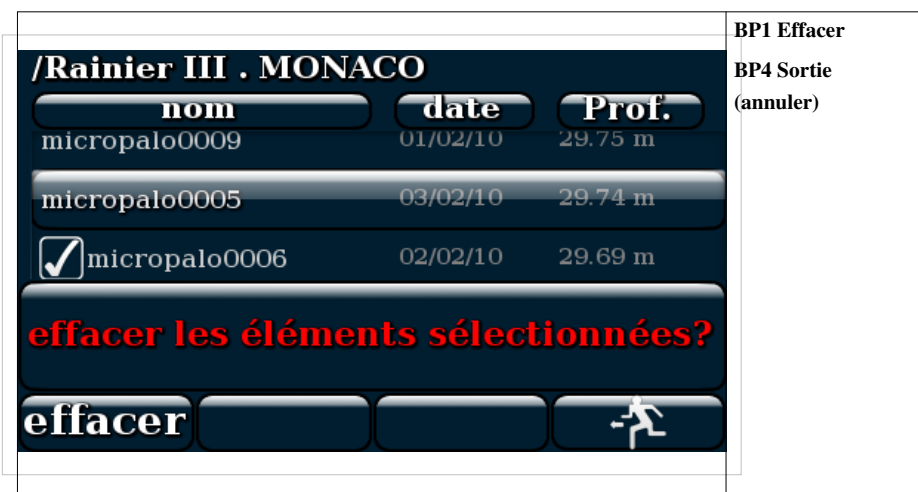 /Rainier III . MONACO
nom date Prof.
micropalo0009 01/02/10 29.75 m
micropalo0005 03/02/10 29.74 m
micropalo0006 02/02/10 29.69 m
effacer les éléments sélectionnées?
effacer
BP1 Effacer
BP4 Sortie
(annuler)